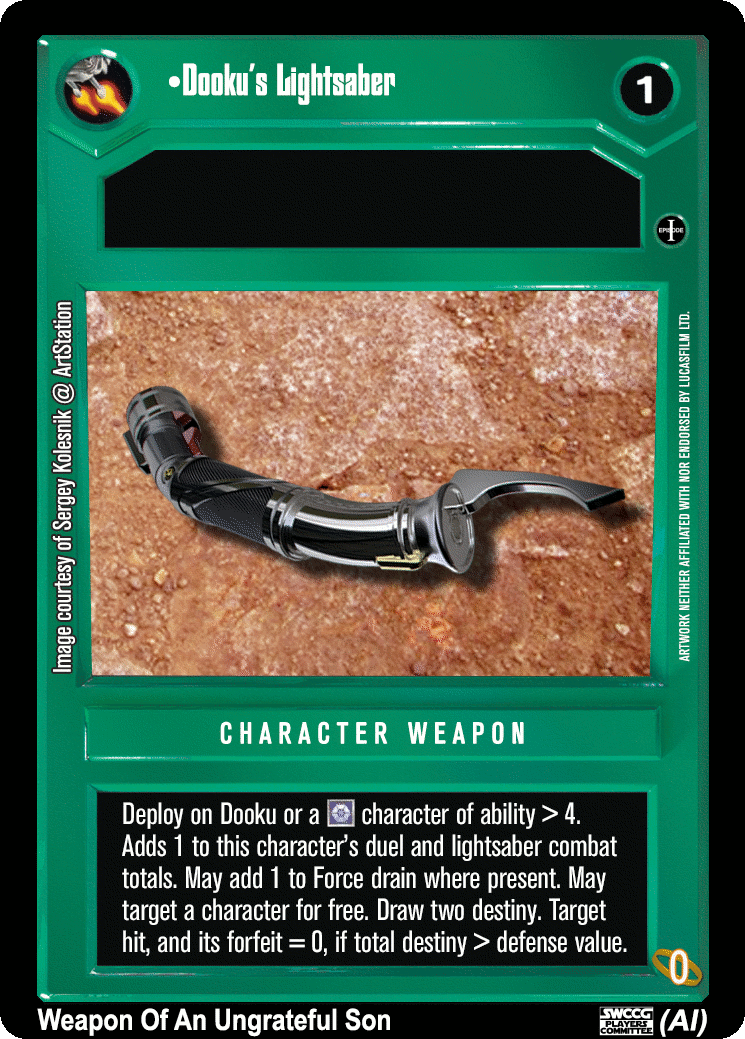 •Dooku's Lightsaber
1
EPISODE
I
Image courtesy of Sergey Kolesnik @ ArtStation
ARTWORK NEITHER AFFILIATED WITH NOR ENDORSED BY LUCASFILM LTD.
CHARACTER WEAPON
Deploy on Dooku or a character of ability > 4.
Adds 1 to this character's duel and lightsaber combat
totals. May add 1 to Force drain where present. May
target a character for free. Draw two destiny. Target
hit, and its forfeit = 0, if total destiny > defense value.
0
Weapon Of An Ungrateful Son
SWCCG
PLAYERS
COMMITTEE
(AI)